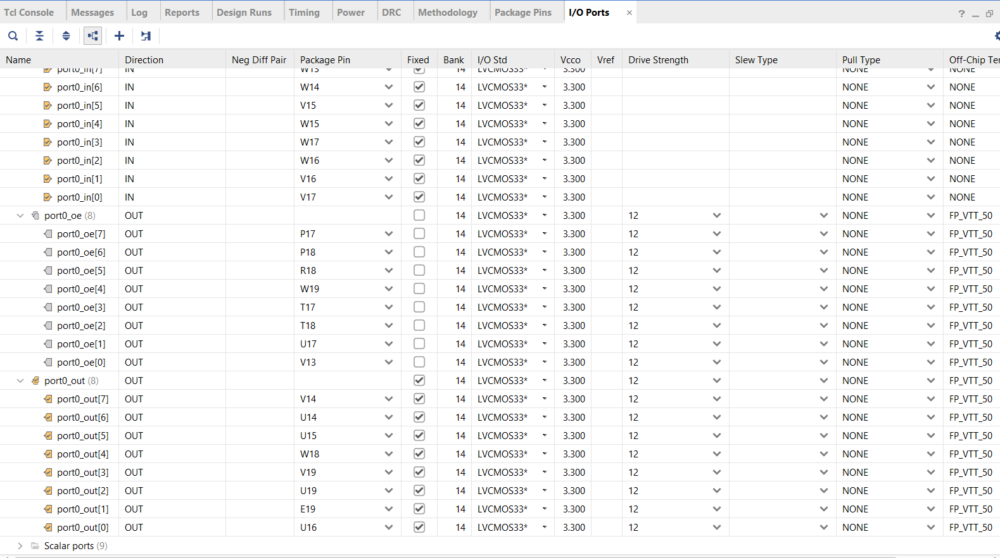 Tcl Console Messages Log Reports Design Runs Timing Power DRC Methodology Package Pins I/O Ports × ? _
Name Direction Neg Diff Pair Package Pin Fixed Bank I/O Std Vcco Vref Drive Strength Slew Type Pull Type Off-Chip Ter
port0_in[7] IN W13 14 LVCMOS33* 3.300 NONE NONE
port0_in[6] IN W14 14 LVCMOS33* 3.300 NONE NONE
port0_in[5] IN V15 14 LVCMOS33* 3.300 NONE NONE
port0_in[4] IN W15 14 LVCMOS33* 3.300 NONE NONE
port0_in[3] IN W17 14 LVCMOS33* 3.300 NONE NONE
port0_in[2] IN W16 14 LVCMOS33* 3.300 NONE NONE
port0_in[1] IN V16 14 LVCMOS33* 3.300 NONE NONE
port0_in[0] IN V17 14 LVCMOS33* 3.300 NONE NONE
port0_oe (8) OUT 14 LVCMOS33* 3.300 12 NONE FP_VTT_50
port0_oe[7] OUT P17 14 LVCMOS33* 3.300 12 NONE FP_VTT_50
port0_oe[6] OUT P18 14 LVCMOS33* 3.300 12 NONE FP_VTT_50
port0_oe[5] OUT R18 14 LVCMOS33* 3.300 12 NONE FP_VTT_50
port0_oe[4] OUT W19 14 LVCMOS33* 3.300 12 NONE FP_VTT_50
port0_oe[3] OUT T17 14 LVCMOS33* 3.300 12 NONE FP_VTT_50
port0_oe[2] OUT T18 14 LVCMOS33* 3.300 12 NONE FP_VTT_50
port0_oe[1] OUT U17 14 LVCMOS33* 3.300 12 NONE FP_VTT_50
port0_oe[0] OUT V13 14 LVCMOS33* 3.300 12 NONE FP_VTT_50
port0_out (8) OUT 14 LVCMOS33* 3.300 12 NONE FP_VTT_50
port0_out[7] OUT V14 14 LVCMOS33* 3.300 12 NONE FP_VTT_50
port0_out[6] OUT U14 14 LVCMOS33* 3.300 12 NONE FP_VTT_50
port0_out[5] OUT U15 14 LVCMOS33* 3.300 12 NONE FP_VTT_50
port0_out[4] OUT W18 14 LVCMOS33* 3.300 12 NONE FP_VTT_50
port0_out[3] OUT V19 14 LVCMOS33* 3.300 12 NONE FP_VTT_50
port0_out[2] OUT U19 14 LVCMOS33* 3.300 12 NONE FP_VTT_50
port0_out[1] OUT E19 14 LVCMOS33* 3.300 12 NONE FP_VTT_50
port0_out[0] OUT U16 14 LVCMOS33* 3.300 12 NONE FP_VTT_50
Scalar ports (9)